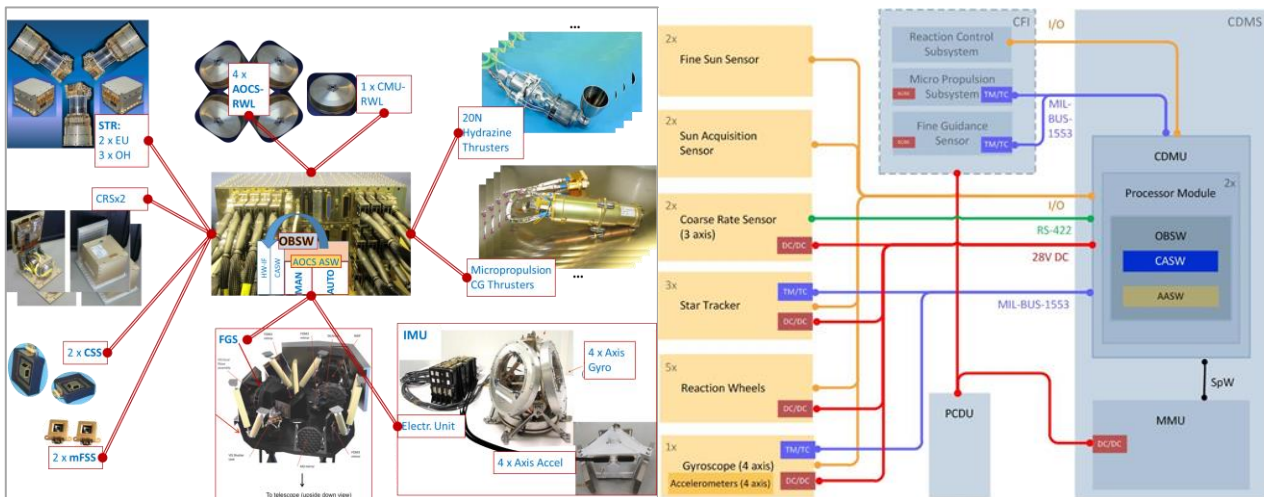 4 x
AOCS-
RWL
1 x CMU-
RWL
...
STR:
2 x EU
3 x OH
20N
Hydrazine
Thrusters
CRSx2
OBSW
HW-IF
CASW
AOCS ASW
MAN
AUTO
Micropropulsion
CG Thrusters
...
FGS
IMU
4 x Axis
Gyro
2 x CSS
Electr. Unit
4 x Axis Accel
2 x mFSS
To telescope (upside down view)
CFI
I/O
CDMS
2x
Fine Sun Sensor
Reaction Control
Subsystem
Micro Propulsion
Subsystem
TM/TC
MIL-
BUS-
1553
Fine Guidance
Sensor
TM/TC
2x
Sun Acquisition
Sensor
CDMU
Processor Module
2x
I/O
2x
Coarse Rate Sensor
(3 axis)
DC/DC
RS-422
28V DC
OBSW
CASW
AASW
3x
Star Tracker
TM/TC
DC/DC
MIL-BUS-1553
5x
Reaction Wheels
DC/DC
SpW
PCDU
MMU
DC/DC
1x
TM/TC
Gyroscope (4 axis)
Accelerometers (4 axis)
DC/DC